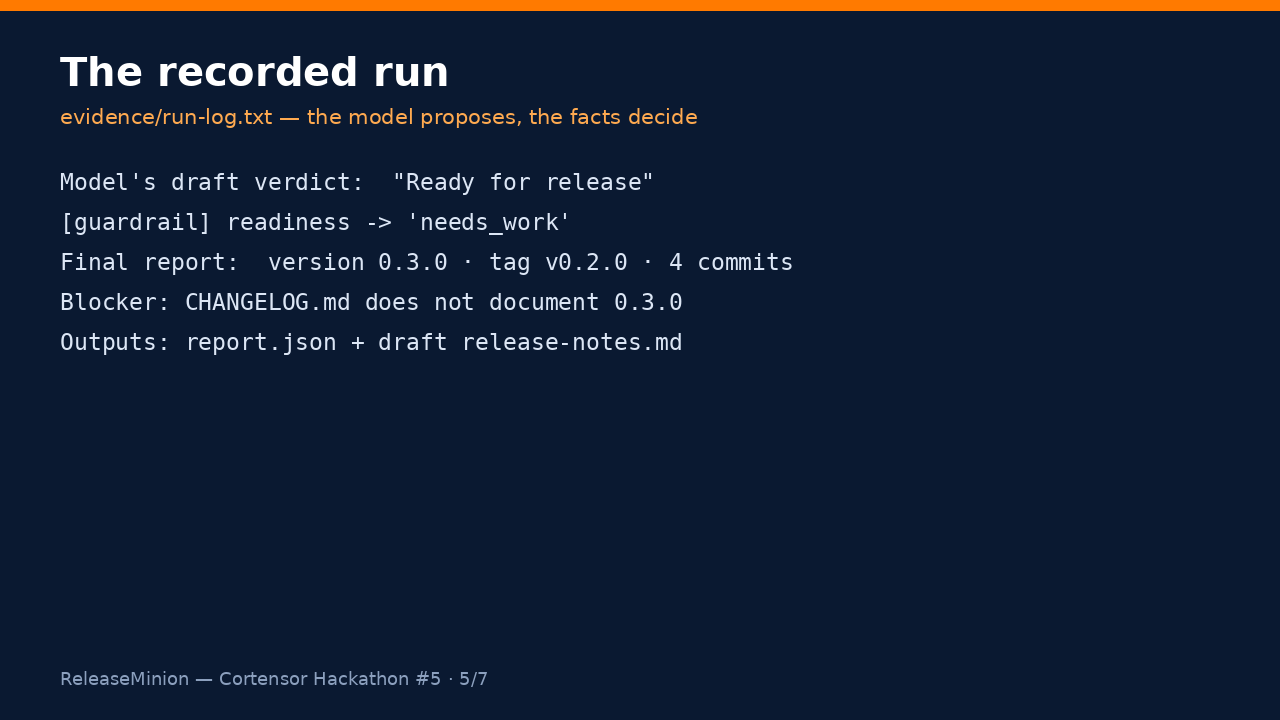 The recorded run
evidence/run-log.txt — the model proposes, the facts decide
Model's draft verdict:  "Ready for release"
[guardrail] readiness -> 'needs_work'
Final report:  version 0.3.0 · tag v0.2.0 · 4 commits
Blocker: CHANGELOG.md does not document 0.3.0
Outputs: report.json + draft release-notes.md
ReleaseMinion — Cortensor Hackathon #5 · 5/7